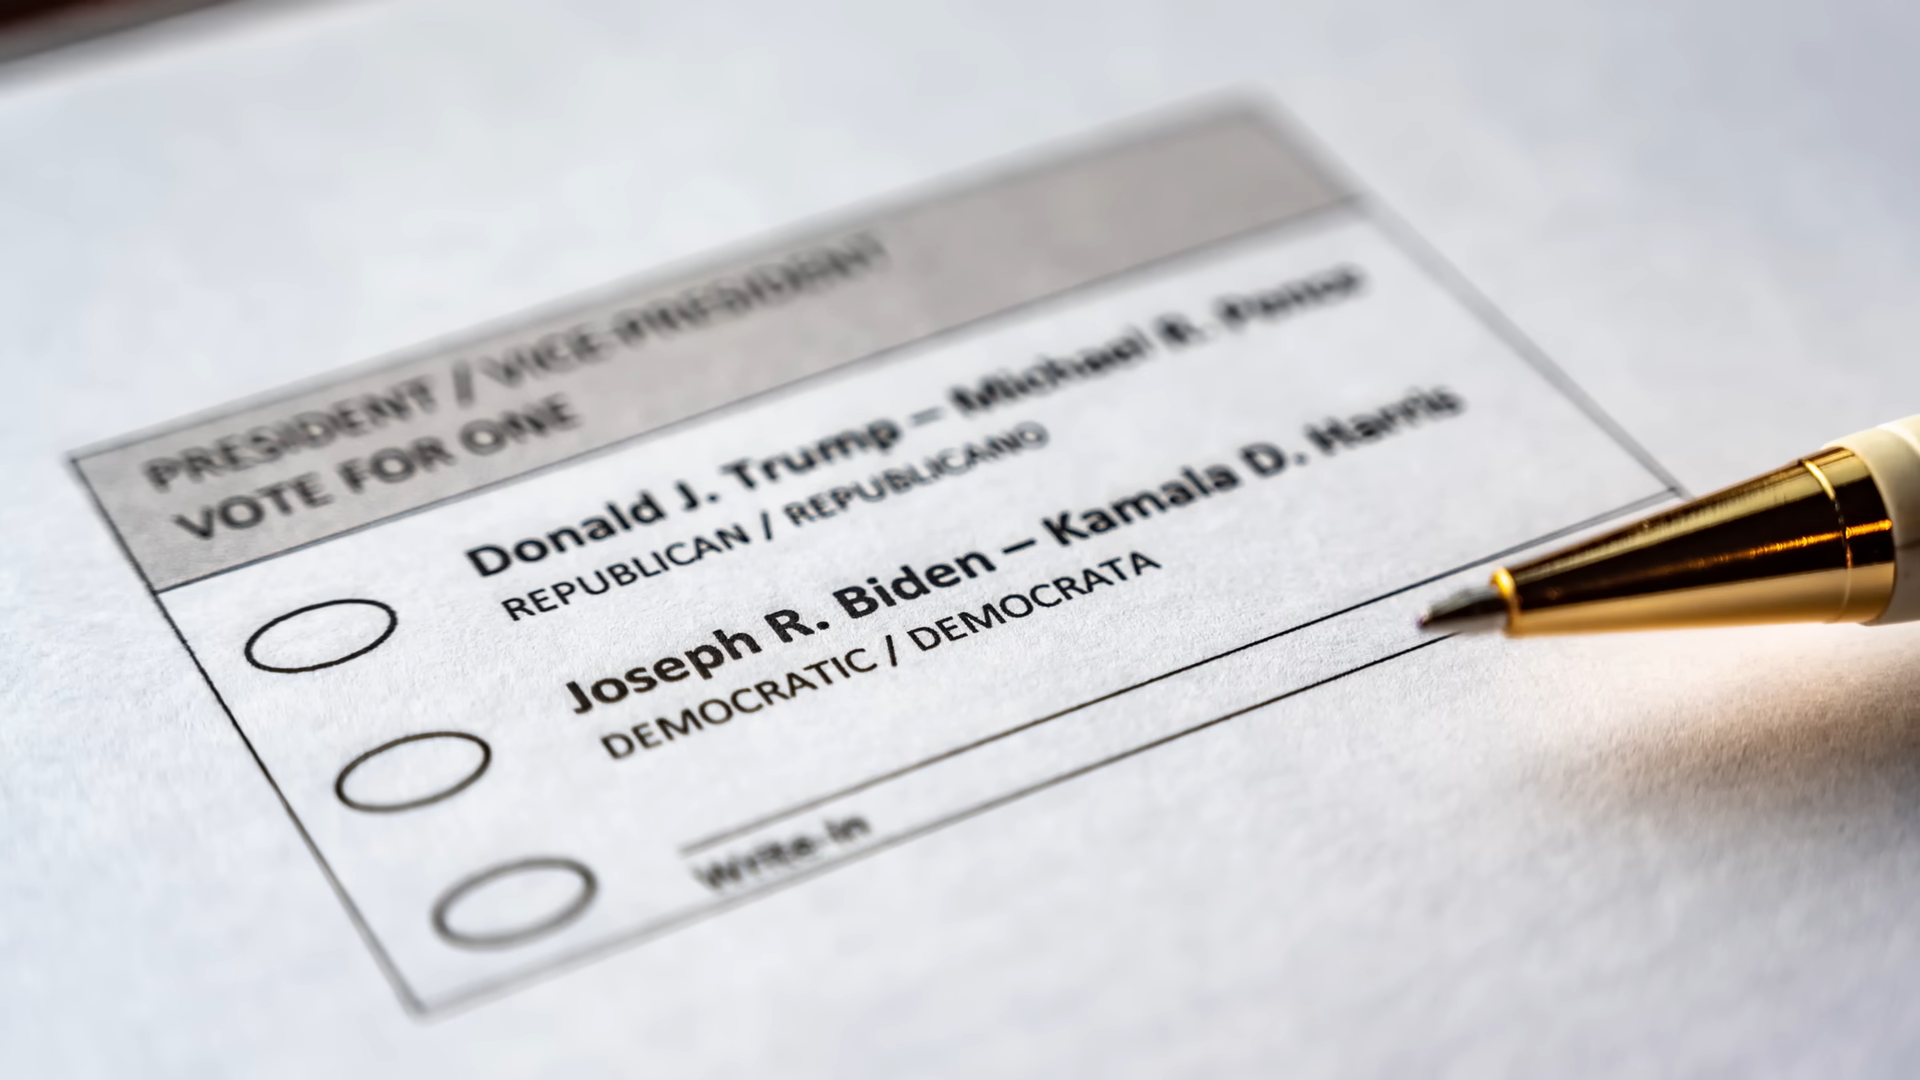 PRESIDENT / VICE-PRESIDENT
VOTE FOR ONE
Donald J. Trump – Michael R.
REPUBLICAN / REPUBLICANO
Joseph R. Biden – Kamala D. Harris
DEMOCRATIC / DEMOCRATA
Write-in